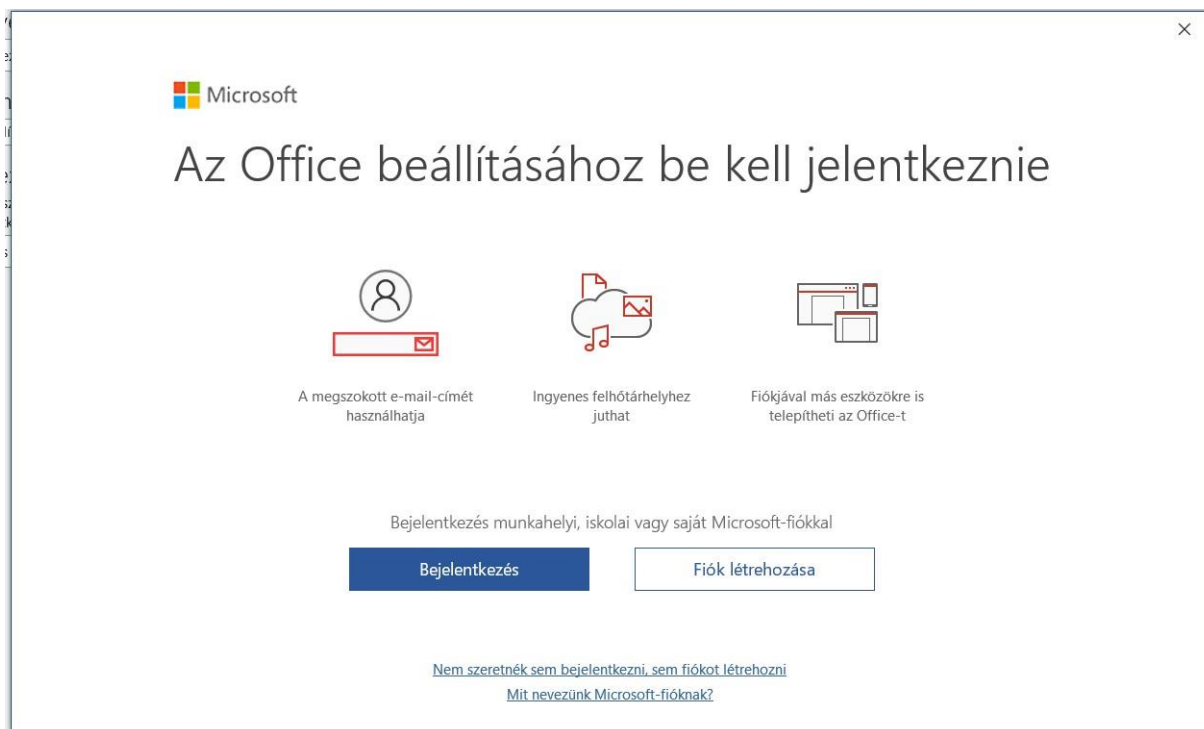 Microsoft
Az Office beállításához be kell jelentkeznie
A megszokott e-mail-címét
használhatja
Ingyenes felhőtárhelyhez
juthat
Fiókjával más eszközökre is
telepítheti az Office-t
Bejelentkezés munkahelyi, iskolai vagy saját Microsoft-fiókkal
Bejelentkezés
Fiók létrehozása
Nem szeretnék sem bejelentkezni, sem fiókot létrehozni
Mit nevezünk Microsoft-fióknak?